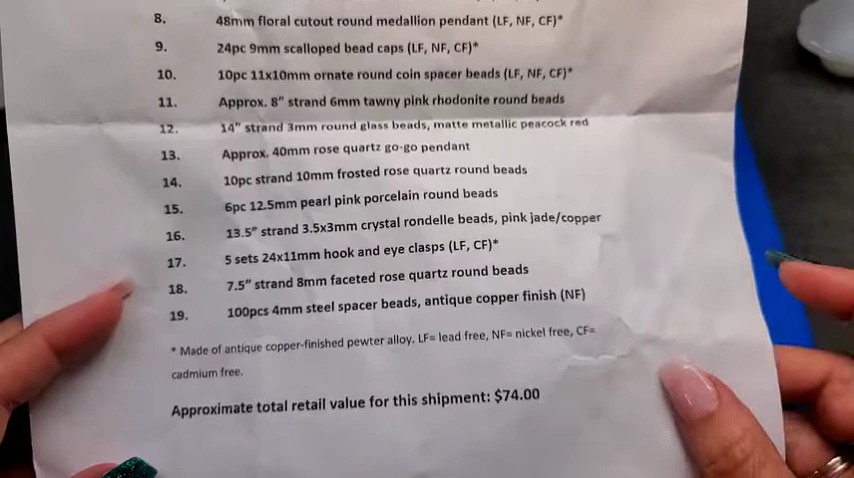 8. 48mm floral cutout round medallion pendant (LF, NF, CF)*
9. 24pc 9mm scalloped bead caps (LF, NF, CF)*
10. 10pc 11x10mm ornate round coin spacer beads (LF, NF, CF)*
11. Approx. 8" strand 6mm tawny pink rhodonite round beads
12. 14" strand 3mm round glass beads, matte metallic peacock red
13. Approx. 40mm rose quartz go-go pendant
14. 10pc strand 10mm frosted rose quartz round beads
15. 6pc 12.5mm pearl pink porcelain round beads
16. 13.5" strand 3.5x3mm crystal rondelle beads, pink jade/copper
17. 5 sets 24x11mm hook and eye clasps (LF, CF)*
18. 7.5" strand 8mm faceted rose quartz round beads
19. 100pcs 4mm steel spacer beads, antique copper finish (NF)
* Made of antique copper-finished pewter alloy. LF= lead free, NF= nickel free, CF=
cadmium free.
Approximate total retail value for this shipment: $74.00